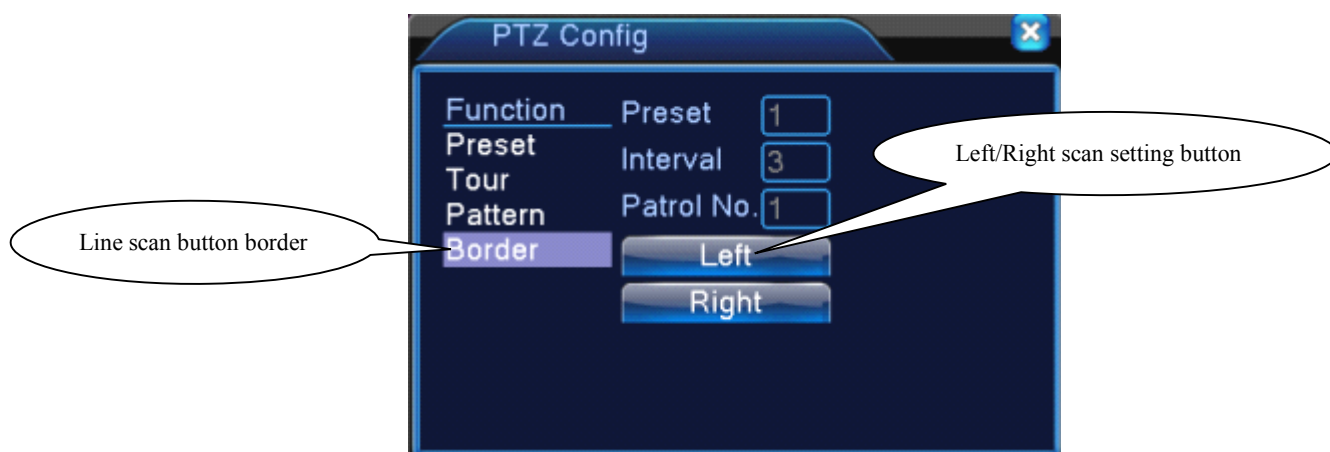 PTZ Config
Function
Preset
Tour
Pattern
Border
Preset 1
Interval 3
Patrol No. 1
Left
Right
Line scan button border
Left/Right scan setting button